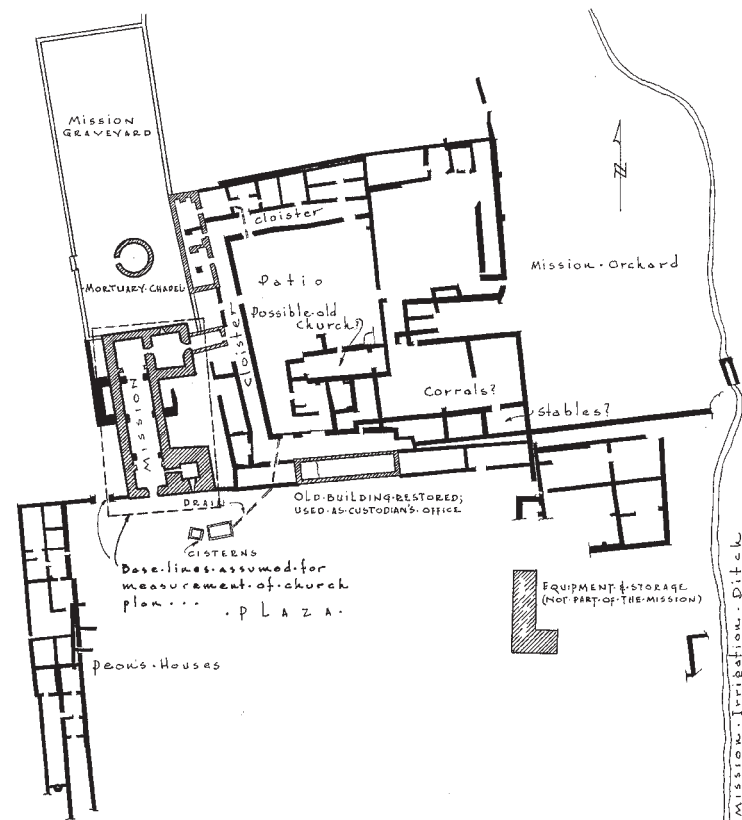 MISSION
GRAVEYARD
MORTUARY·CHAPEL
N
Cloister
Patio
Possible·old
Church?
Cloister
Mission·Orchard
Corrals?
Stables?
MISSION
DRAIN
OLD·BUILDING·RESTORED;
USED·AS·CUSTODIAN'S·OFFICE
CISTERNS
Base·lines·assumed·for
measurement·of·church
plan···
·PLAZA·
EQUIPMENT·&·STORAGE
(NOT·PART·OF·THE·MISSION)
Peon's·Houses
Mission·Irrigation·Ditch